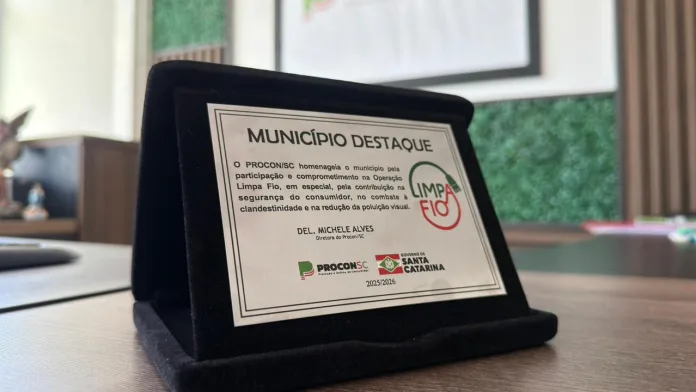 MUNICÍPIO DESTAQUE
O PROCON/SC homenageia o município pela
participação e comprometimento na Operação
Limpa Fio, em especial, pela contribuição na
segurança do consumidor, no combate à
clandestinidade e na redução da poluição visual.
LIMPA
FIO
DEL. MICHELE ALVES
Diretora do Procon/SC
PROCONSC
GOVERNO DE
SANTA
CATARINA
2025/2026